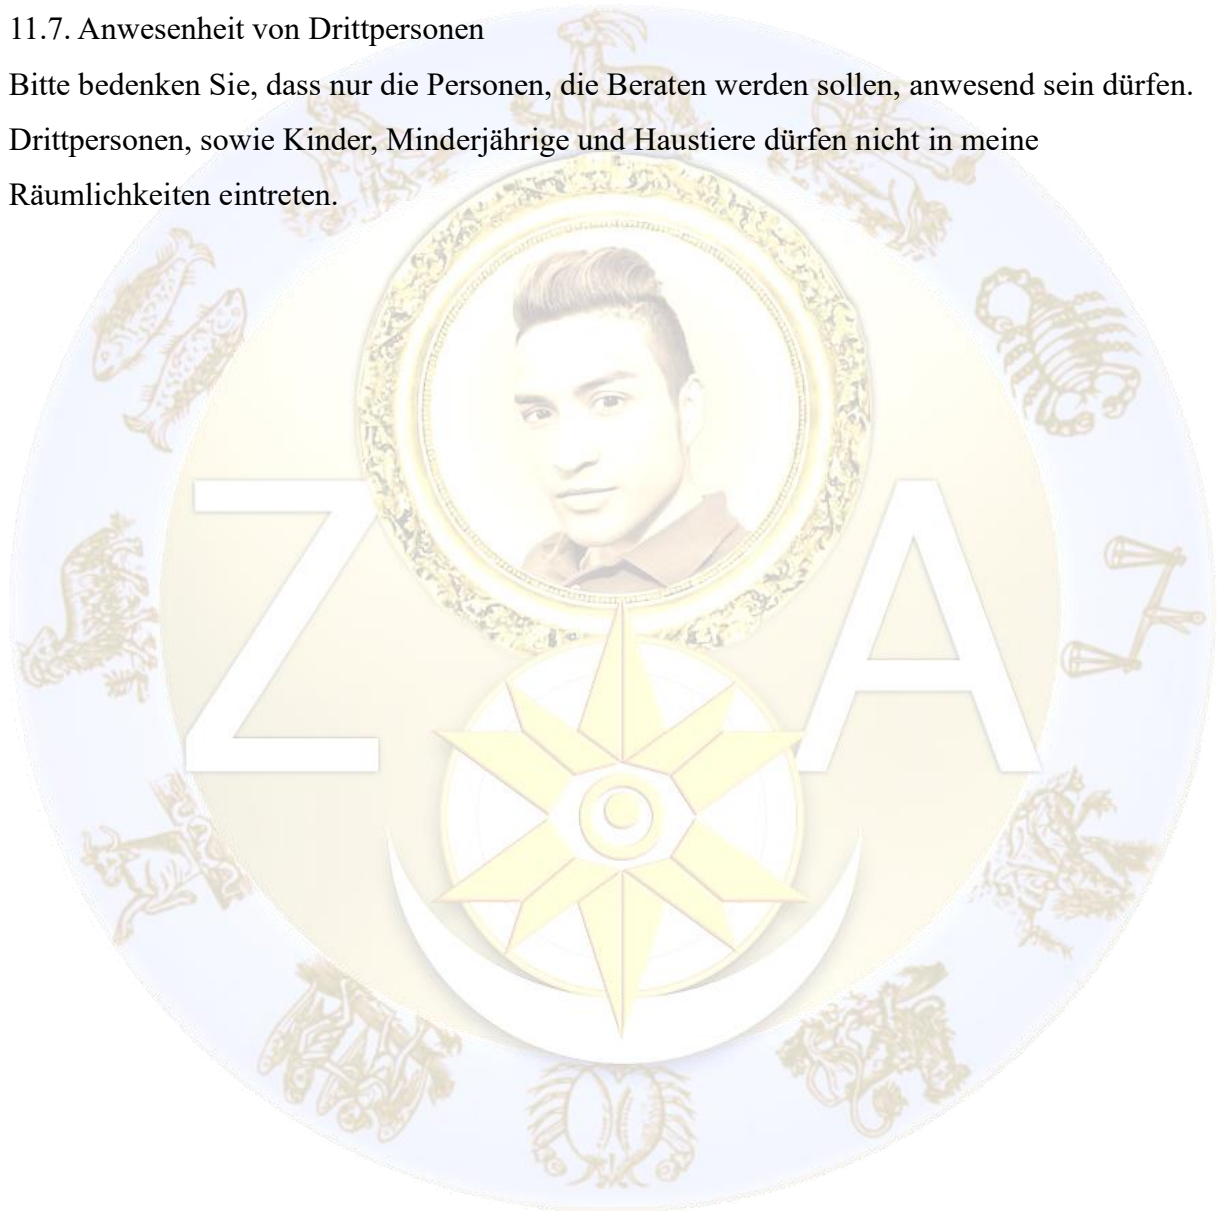 11.7. Anwesenheit von Drittpersonen
Bitte bedenken Sie, dass nur die Personen, die Beraten werden sollen, anwesend sein dürfen.
Drittpersonen, sowie Kinder, Minderjährige und Haustiere dürfen nicht in meine
Räumlichkeiten eintreten.
Z A